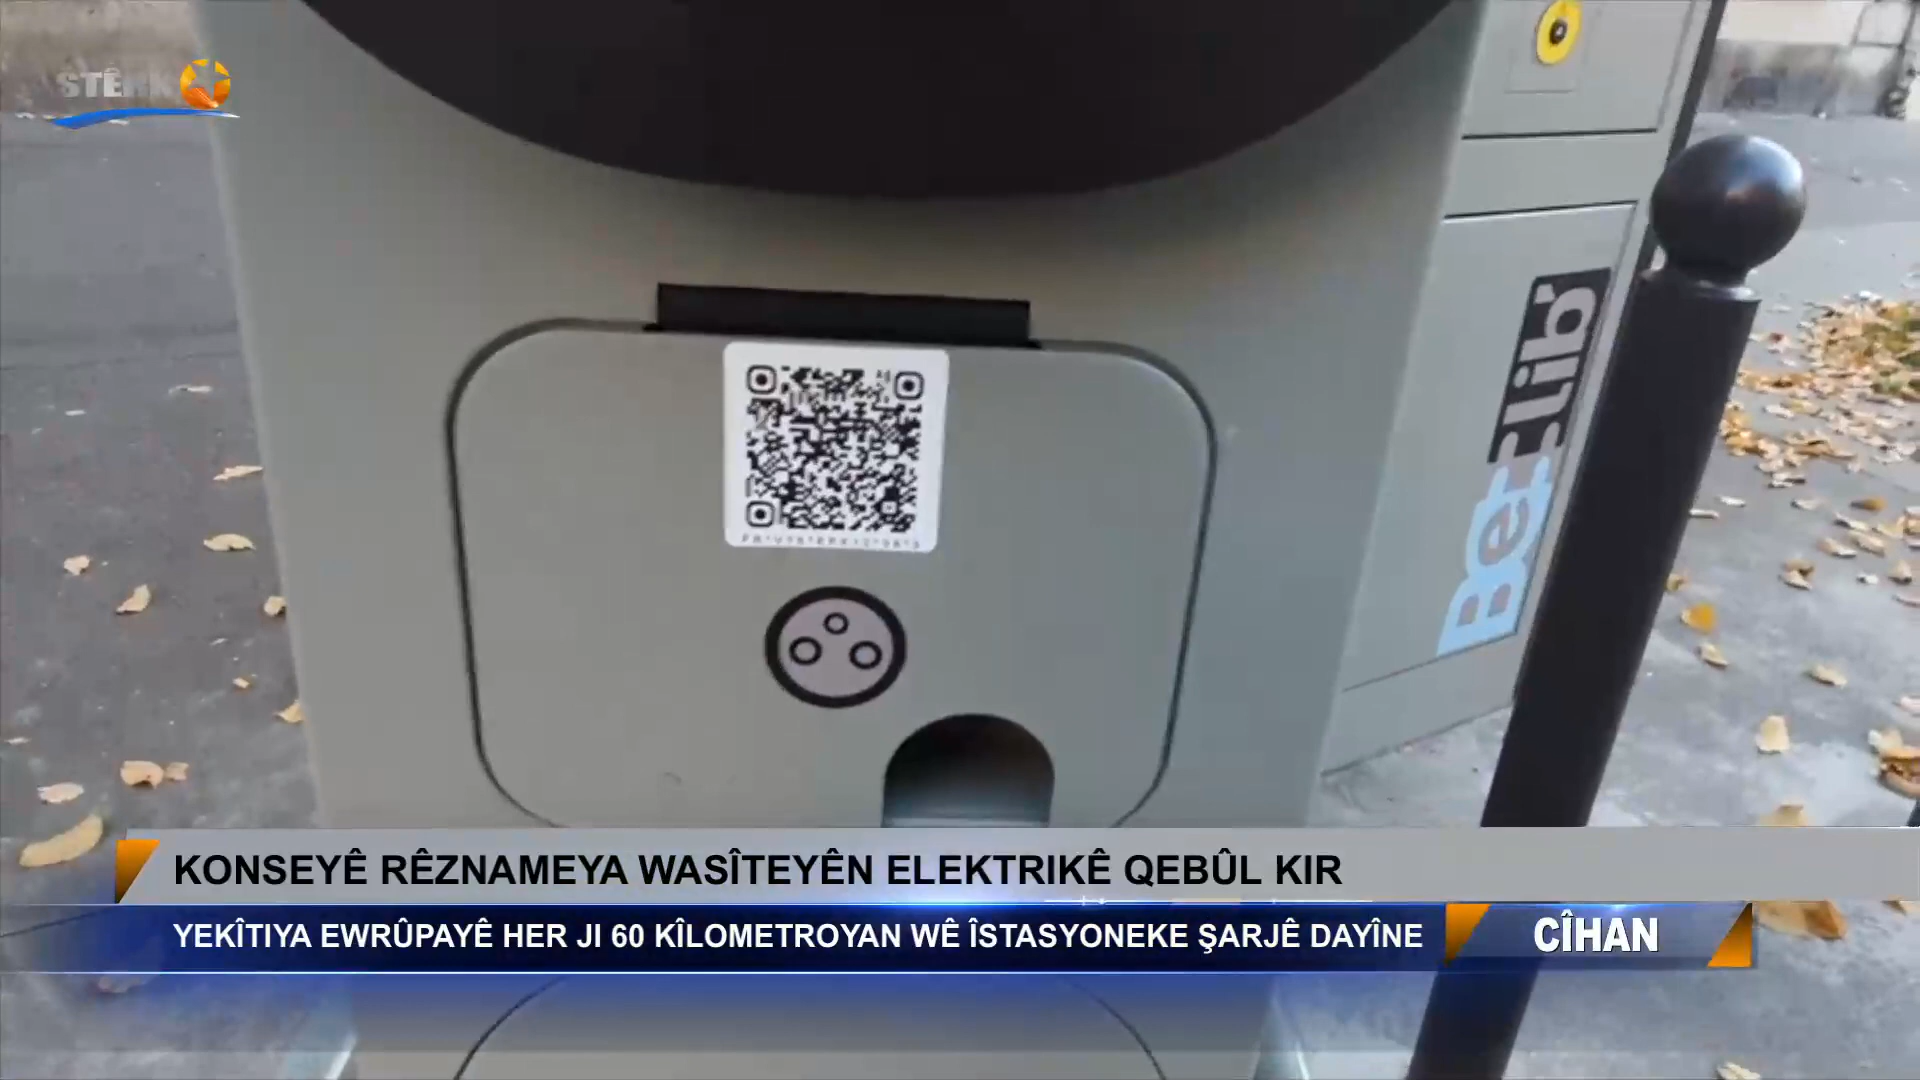 STÊRK
Belib'
KONSEYÊ RÊZNAMEYA WASÎTEYÊN ELEKTRIKÊ QEBÛL KIR
YEKÎTIYA EWRÛPAYÊ HER JI 60 KÎLOMETROYAN WÊ ÎSTASYONEKE ŞARJÊ DAYÎNE
CÎHAN